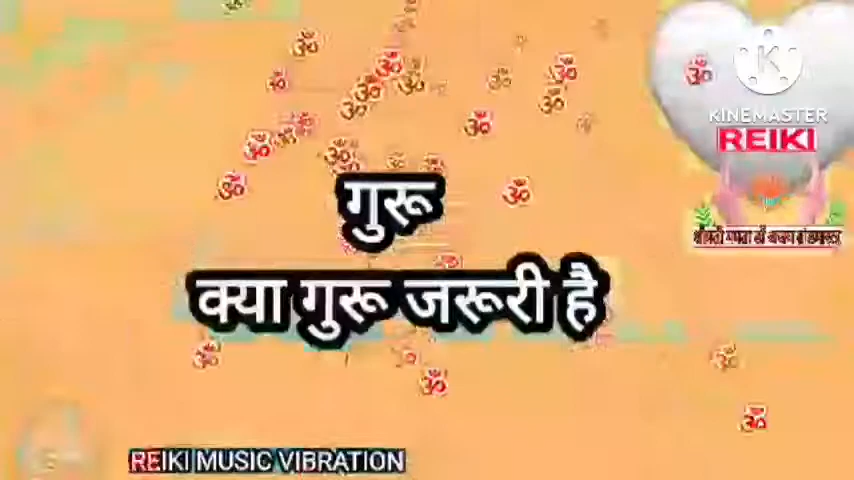 KINEMASTER
REIKI
गुरू
क्या गुरू जरूरी है
REIKI MUSIC VIBRATION